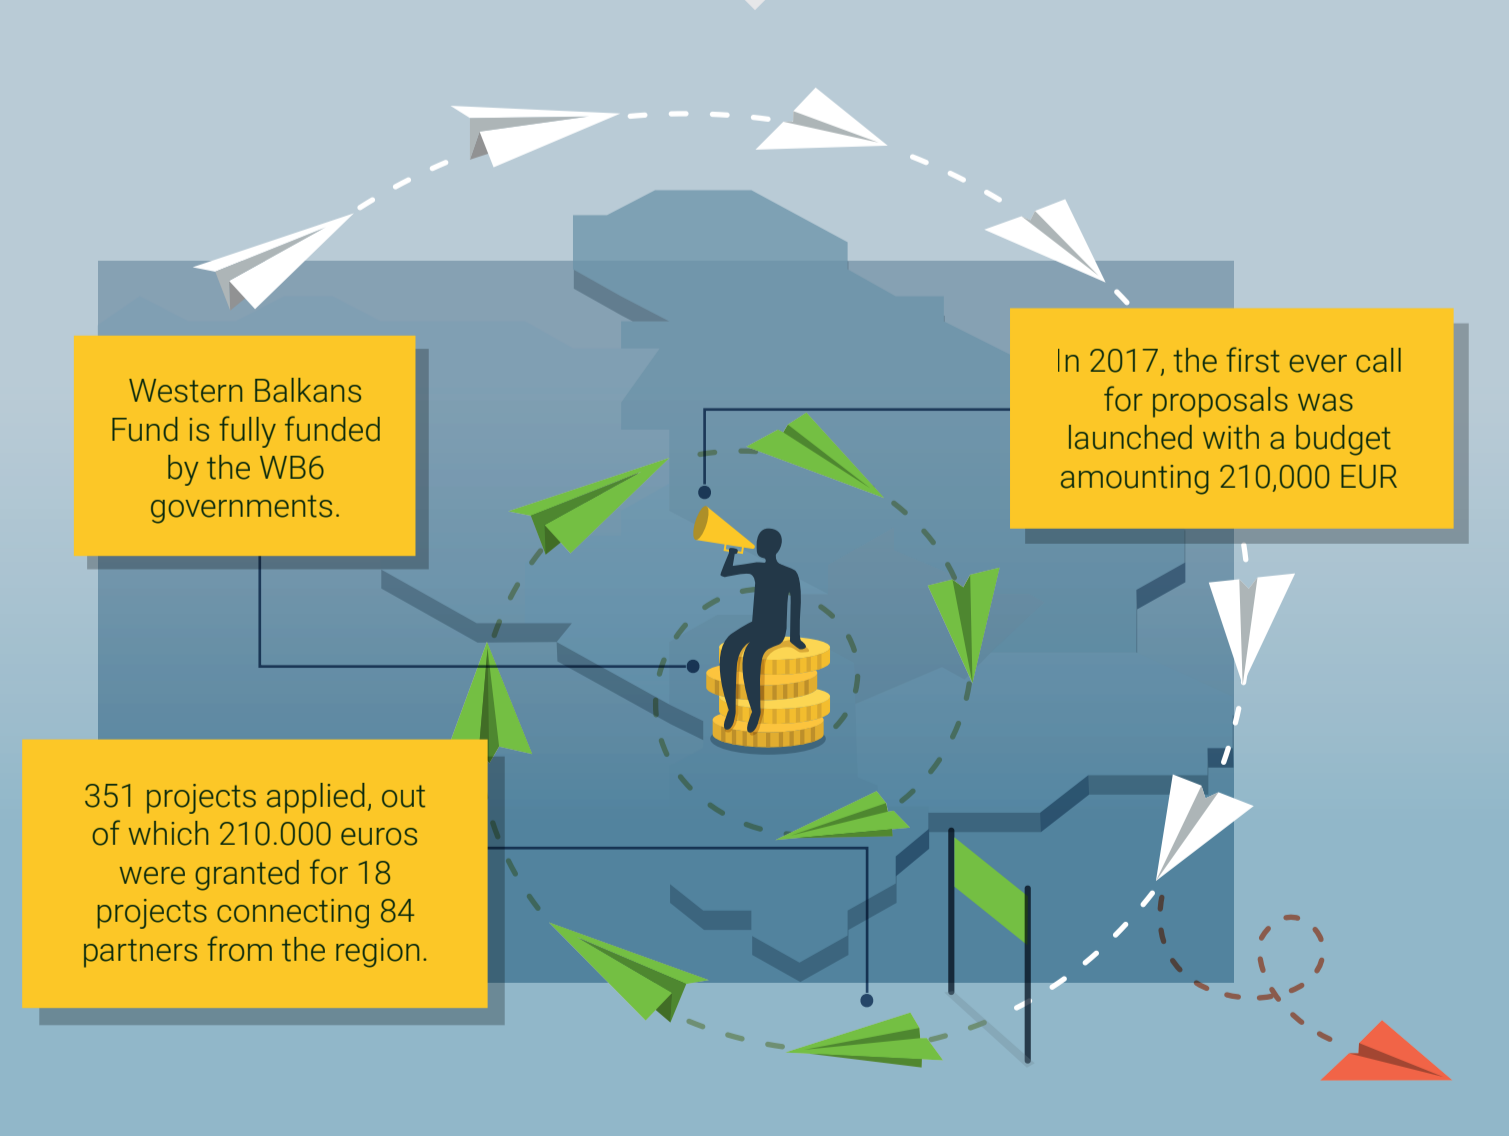 Western Balkans
Fund is fully funded
by the WB6
governments.
In 2017, the first ever call
for proposals was
launched with a budget
amounting 210,000 EUR
351 projects applied, out
of which 210.000 euros
were granted for 18
projects connecting 84
partners from the region.